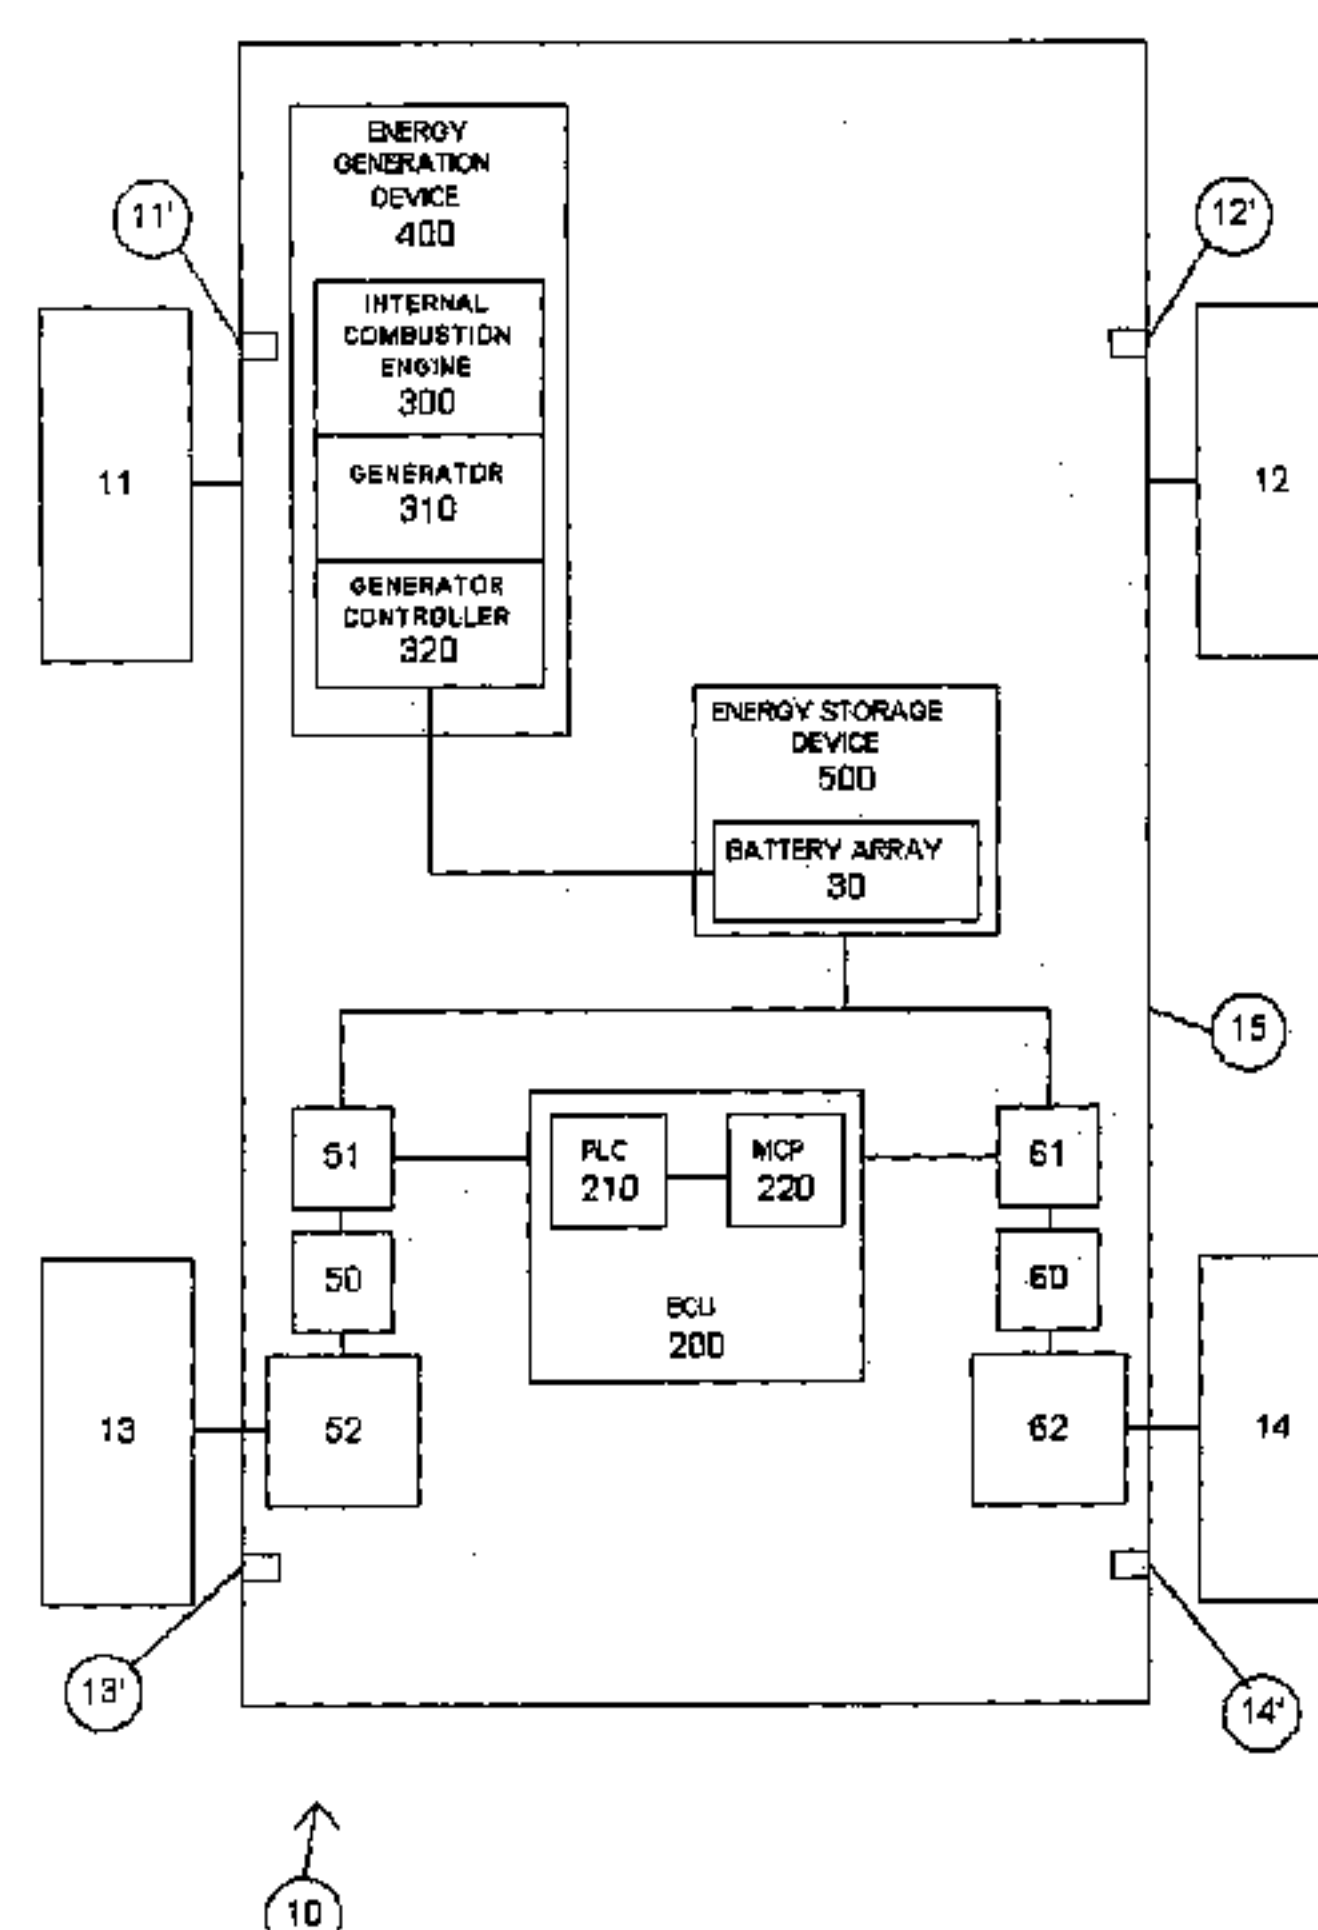 ENERGY
GENERATION
DEVICE
400
11'
12'
INTERNAL
COMBUSTION
ENGINE
300
11
GENERATOR
310
12
GENERATOR
CONTROLLER
320
ENERGY STORAGE
DEVICE
500
BATTERY ARRAY
30
15
51
PLC
210
MCP
220
61
50
60
ECU
200
13
52
62
14
13'
14'
10